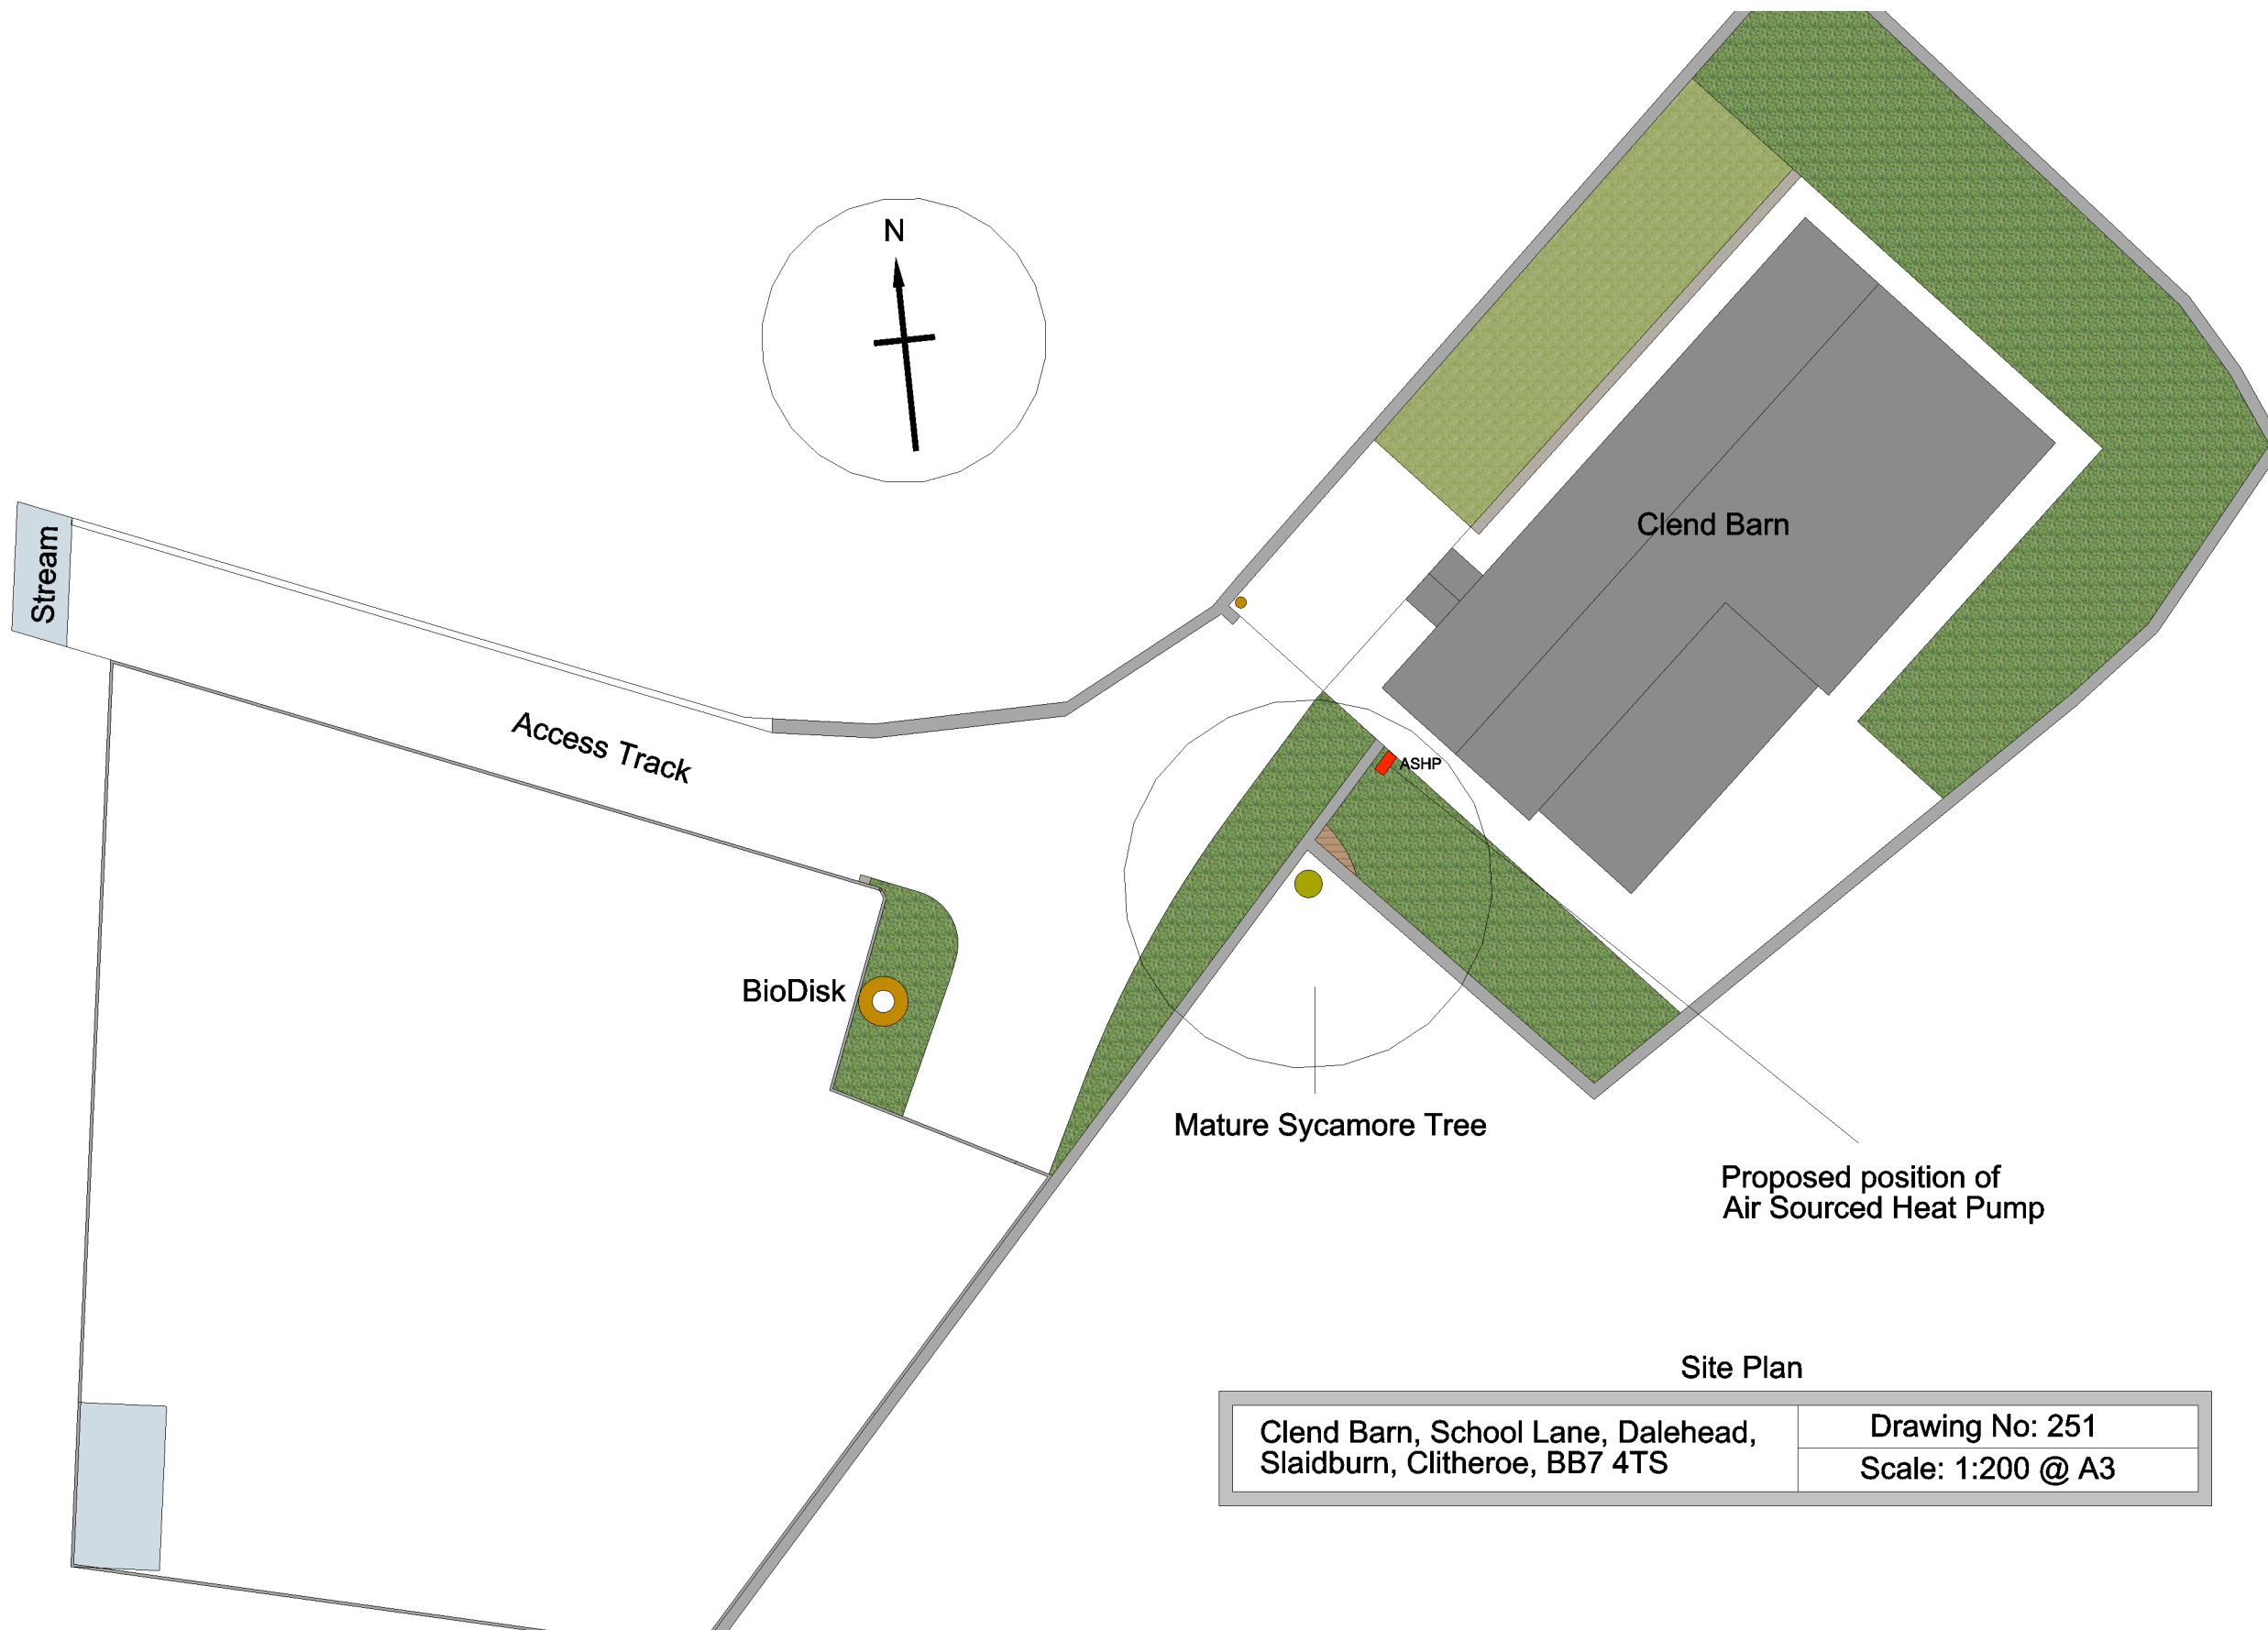 N
Clend Barn
Stream
Access Track
ASHP
BioDisk
Mature Sycamore Tree
Proposed position of
Air Sourced Heat Pump
Site Plan
Clend Barn, School Lane, Dalehead,
Slaidburn, Clitheroe, BB7 4TS
Drawing No: 251
Scale: 1:200 @ A3